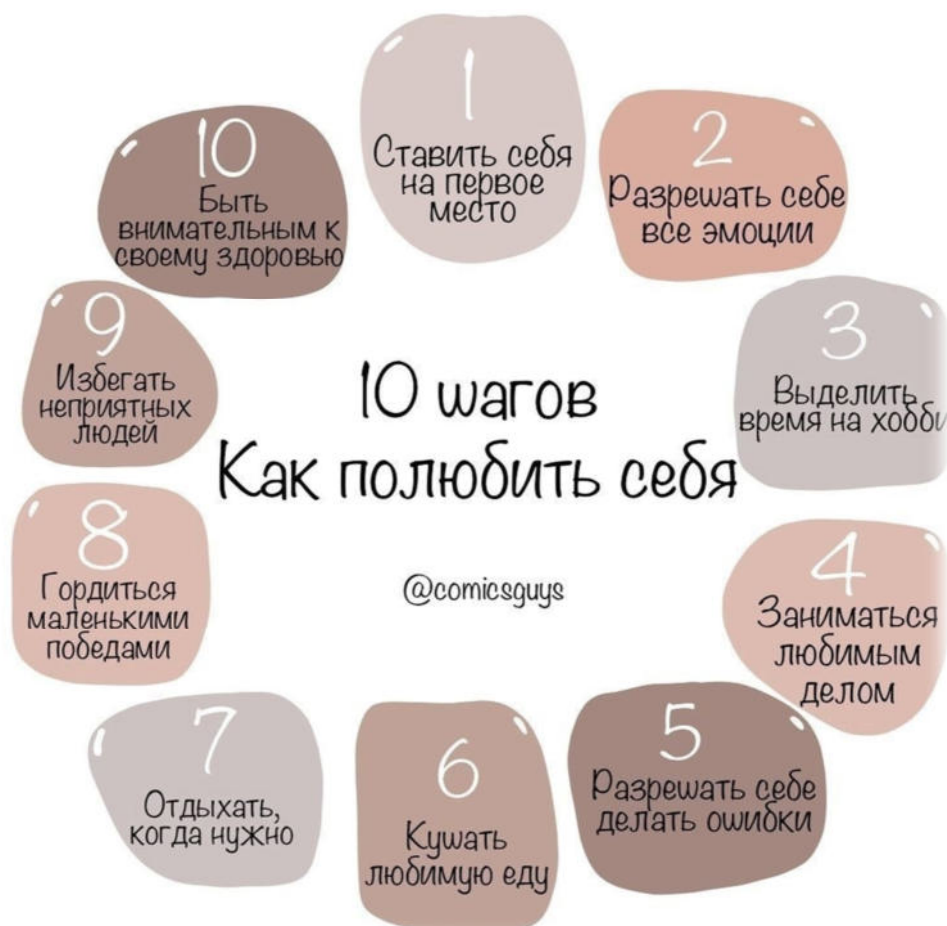 10 шагов
Как полюбить себя
@comicsguys
1
Ставить себя
на первое
место
2
Разрешать себе
все эмоции
3
Выделить
время на хобби
4
Заниматься
любимым
делом
5
Разрешать себе
делать ошибки
6
Кушать
любимую еду
7
Отдыхать,
когда нужно
8
Гордиться
маленькими
победами
9
Избегать
неприятных
людей
10
Быть
внимательным к
своему здоровью